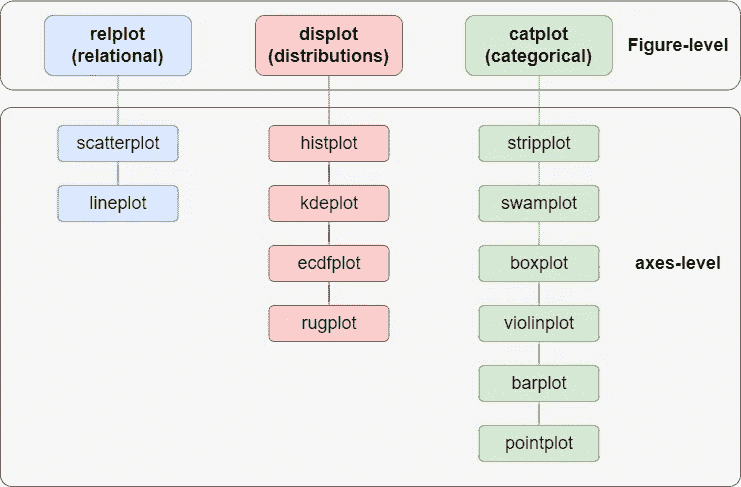 relplot
(relational)
displot
(distributions)
catplot
(categorical)
Figure-level
scatterplot
lineplot
histplot
kdeplot
ecdfplot
rugplot
stripplot
swamplot
boxplot
violinplot
barplot
pointplot
axes-level